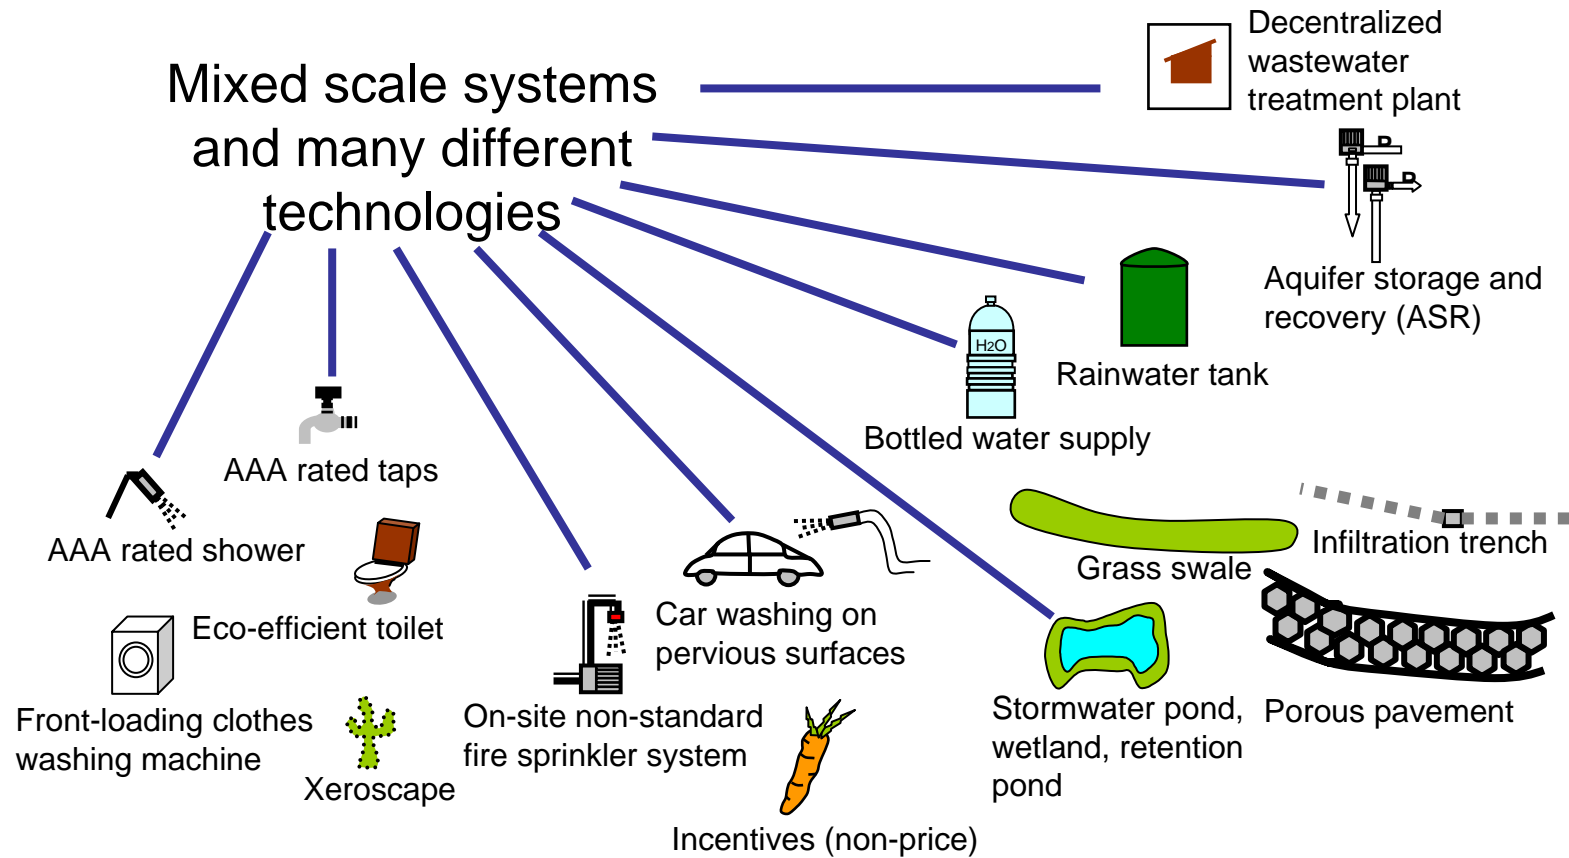 Mixed scale systems
and many different
technologies
Decentralized
wastewater
treatment plant
Aquifer storage and
recovery (ASR)
Rainwater tank
H2O
Bottled water supply
AAA rated taps
AAA rated shower
Eco-efficient toilet
Front-loading clothes
washing machine
Xeroscape
On-site non-standard
fire sprinkler system
Car washing on
pervious surfaces
Incentives (non-price)
Grass swale
Infiltration trench
Stormwater pond,
wetland, retention
pond
Porous pavement